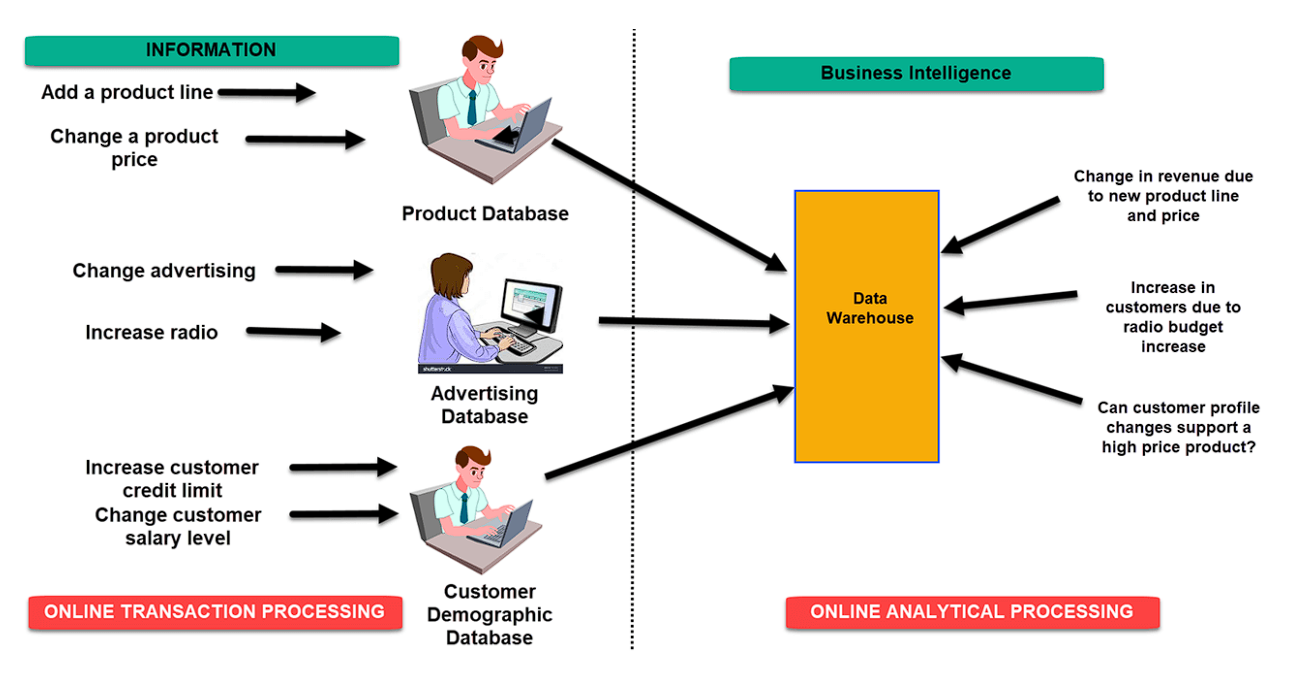 INFORMATION
Add a product line
Change a product
price
Product Database
Change advertising
Increase radio
shutterstock
Advertising
Database
Increase customer
credit limit
Change customer
salary level
Customer
Demographic
Database
ONLINE TRANSACTION PROCESSING
Business Intelligence
Data
Warehouse
Change in revenue due
to new product line
and price
Increase in
customers due to
radio budget
increase
Can customer profile
changes support a
high price product?
ONLINE ANALYTICAL PROCESSING